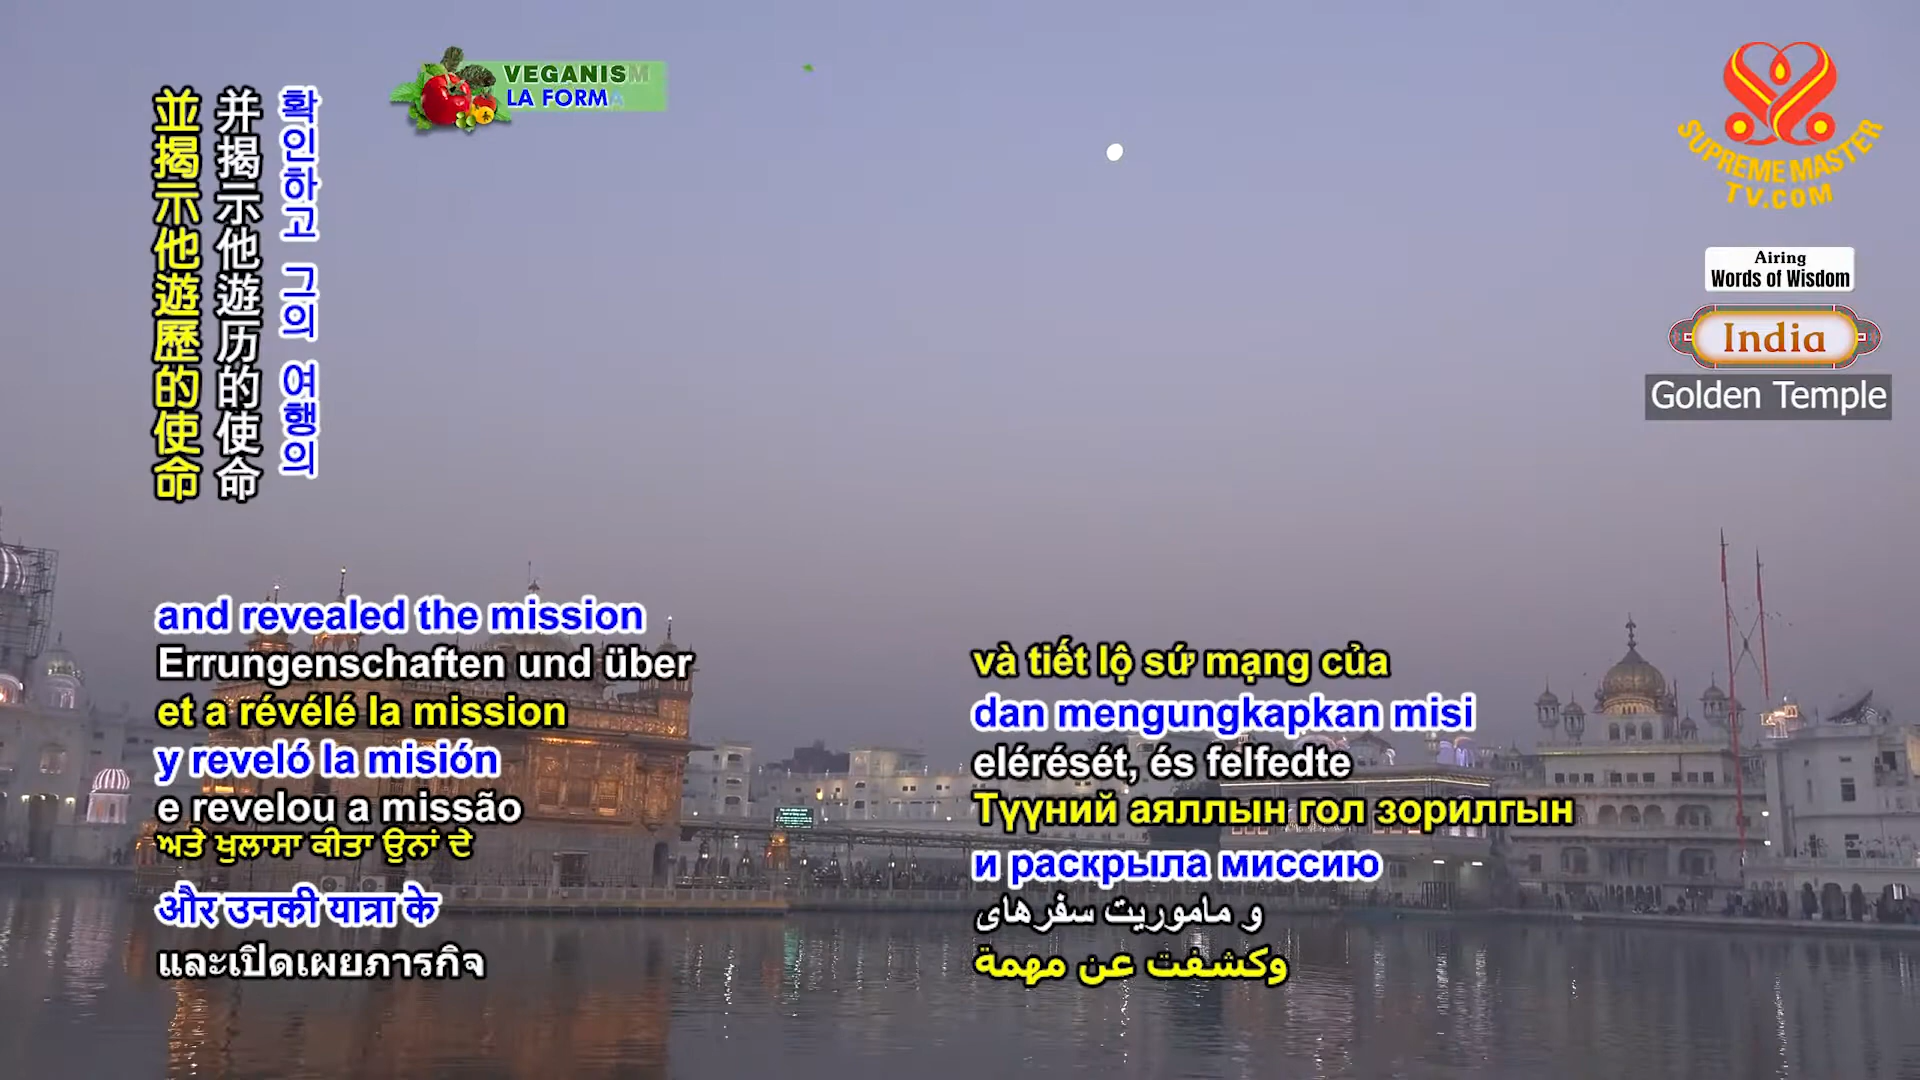 並揭示他遊歷的使命
并揭示他遊历的使命
확인하고 그의 여행의
VEGANISM
LA FORMA
SUPREME MASTER
TV.COM
Airing
Words of Wisdom
India
Golden Temple
and revealed the mission
Errungenschaften und über
et a révélé la mission
y reveló la misión
e revelou a missão
ਅਤੇ ਖੁਲਾਸਾ ਕੀਤਾ ਉਨਾਂ ਦੇ
और उनकी यात्रा के
และเปิดเผยภารกิจ
và tiết lộ sứ mạng của
dan mengungkapkan misi
elérését, és felfedte
Түүний аяллын гол зорилгын
и раскрыла миссию
و ماموریت سفرهای
وكشفت عن مهمة